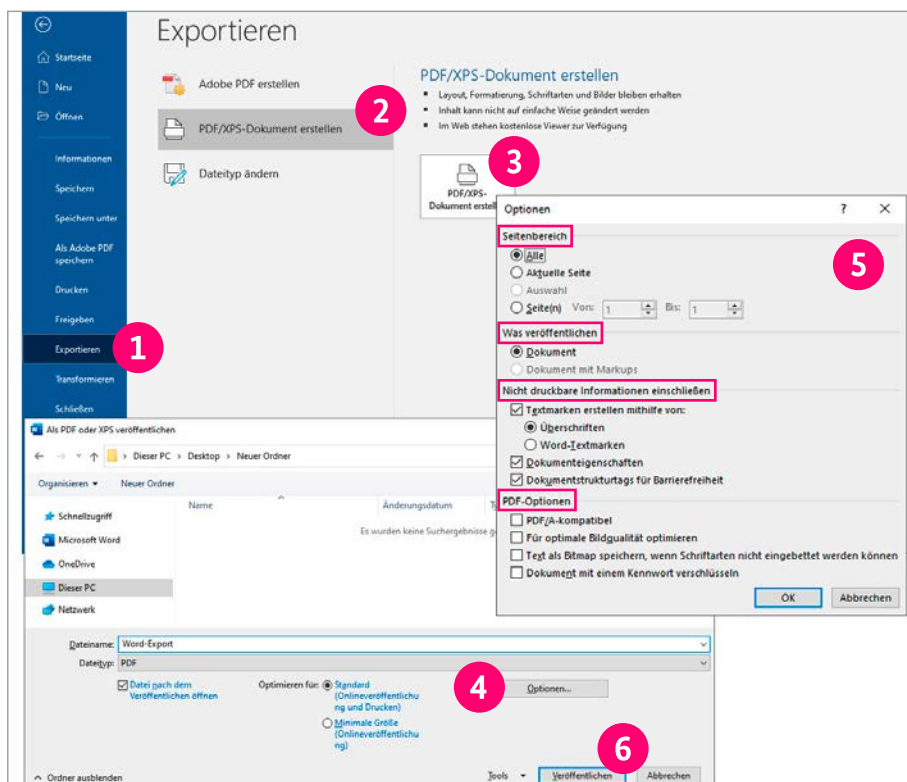 Exportieren
Startseite
Neu
Öffnen
Informationen
Speichern
Speichern unter
Als Adobe PDF
speichern
Drucken
Freigeben
Exportieren
1
Transformieren
Schließen
Adobe PDF erstellen
PDF/XPS-Dokument erstellen
2
Dateityp ändern
PDF/XPS-Dokument erstellen
Layout, Formatierung, Schriftarten und Bilder bleiben erhalten
Inhalt kann nicht auf einfache Weise geändert werden
Im Web stehen kostenlose Viewer zur Verfügung
3
PDF/XPS-
Dokument erstell
Optionen ? ×
5
Seitenbereich
Alle
Aktuelle Seite
Auswahl
Seite(n) Von: 1 Bis: 1
Was veröffentlichen
Dokument
Dokument mit Markups
Nicht druckbare Informationen einschließen
Textmarken erstellen mithilfe von:
Überschriften
Word-Textmarken
Dokumenteigenschaften
Dokumentstrukturtags für Barrierefreiheit
PDF-Optionen
PDF/A-kompatibel
Für optimale Bildqualität optimieren
Text als Bitmap speichern, wenn Schriftarten nicht eingebettet werden können
Dokument mit einem Kennwort verschlüsseln
OK Abbrechen
Als PDF oder XPS veröffentlichen
Dieser PC > Desktop > Neuer Ordner
Organisieren Neuer Ordner
Name Änderungsdatum
Es wurden keine Suchergebnisse
Schnellzugriff
Microsoft Word
OneDrive
Dieser PC
Netzwerk
Dateiname: Word-Export
Dateityp: PDF
Datei nach dem
Veröffentlichen öffnen
Optimieren für: Standard
(Onlineveröffentlichu
ng und Drucken)
Minimale Größe
(Onlineveröffentlichu
ng)
4
Optionen...
6
Ordner ausblenden
Tools Veröffentlichen Abbrechen